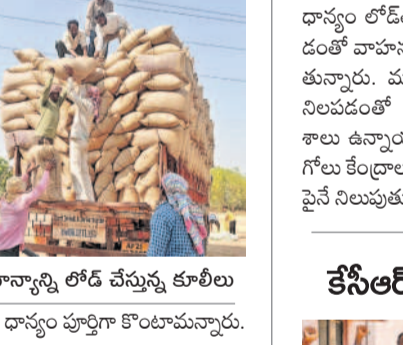 ాన్యాన్ని లోడ్ చేస్తున్న కూలీలు
ధాన్యం పూర్తిగా కొంటామన్నారు.
ధాన్యం లోడ్
డంతో వాహన
తున్నారు. మ
నిలపడంతో
శాలు ఉన్నాయ
గోలు కేంద్రాల
పైనే నిలుపుతు
కేసీఆర్